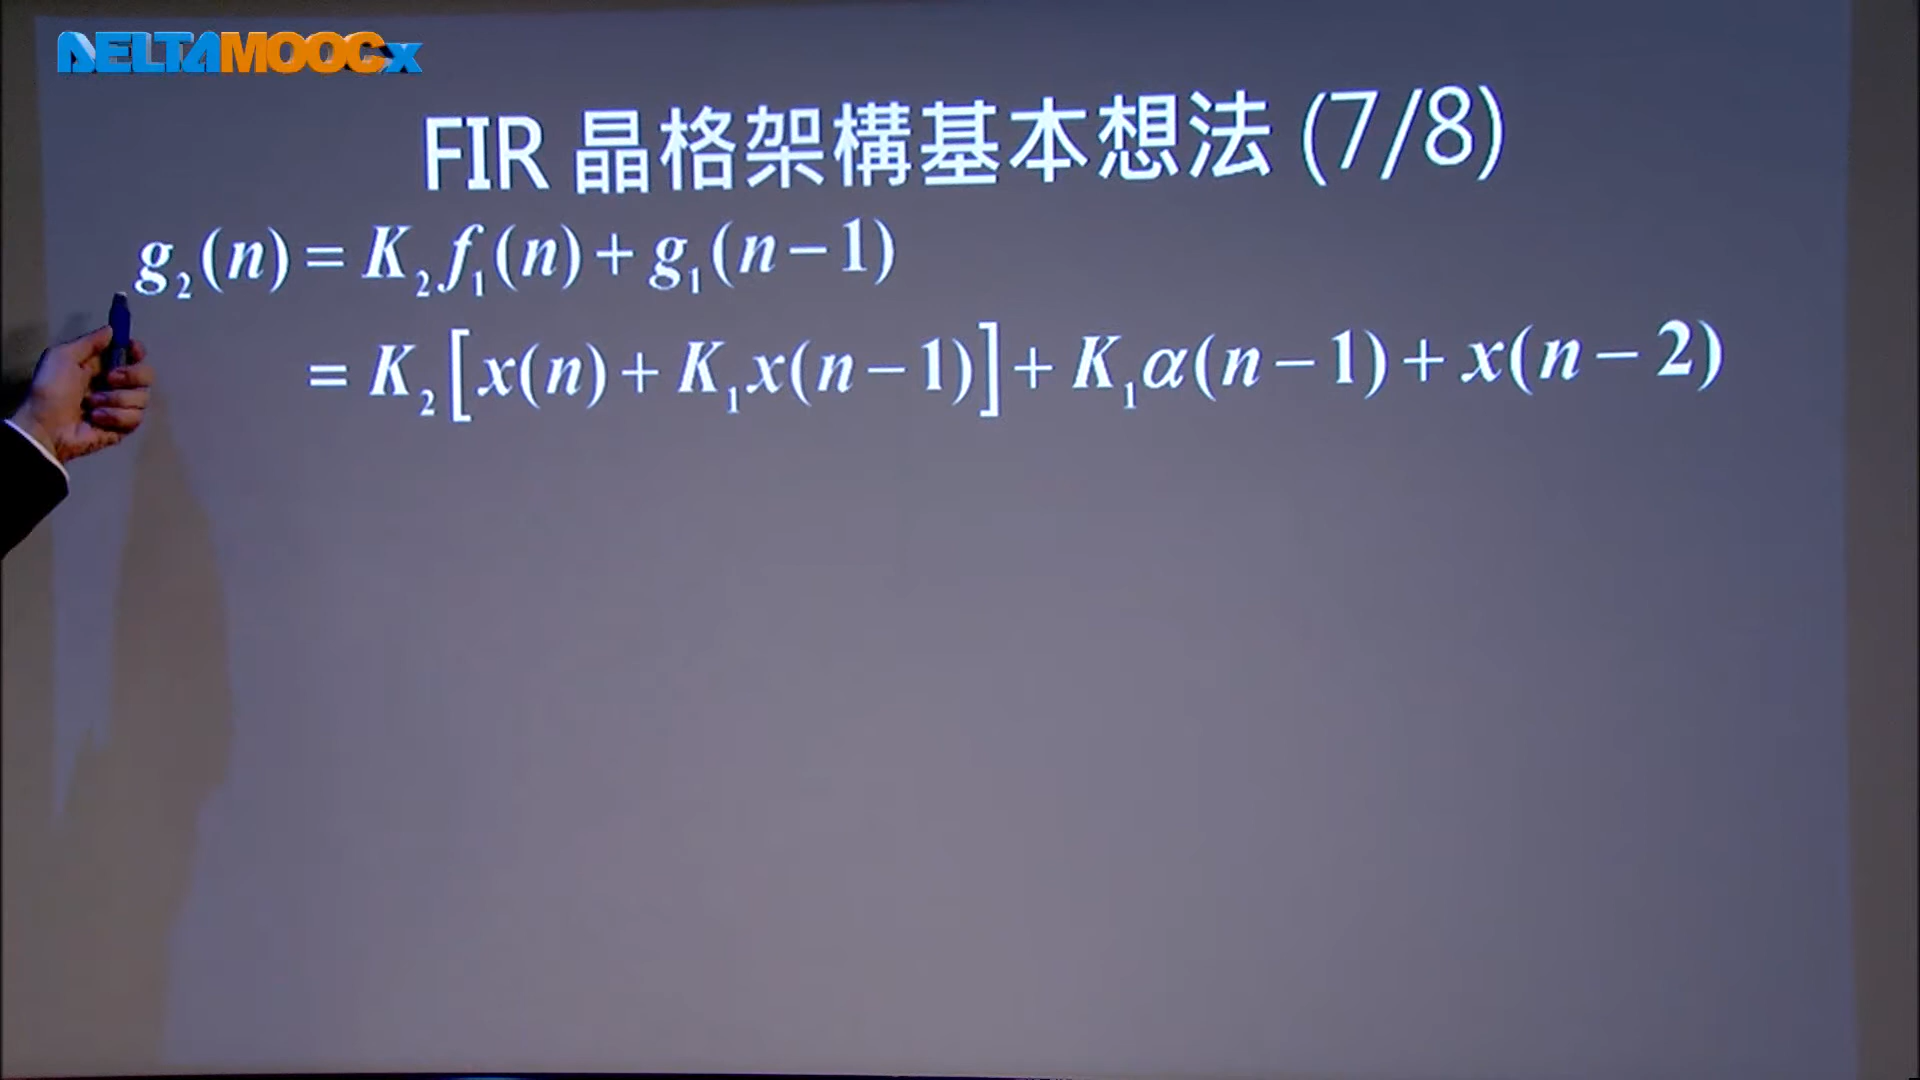 DELTAMOOCx
FIR 晶格架構基本想法 (7/8)
g₂(n) = K₂f₁(n) + g₁(n−1)
= K₂[x(n) + K₁x(n−1)] + K₁α(n−1) + x(n−2)